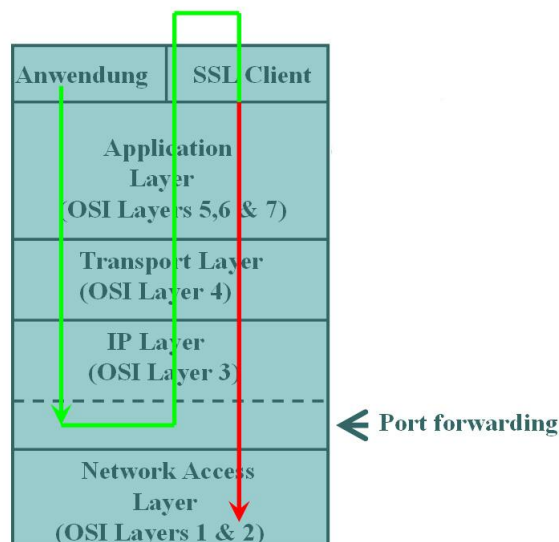 Anwendung SSL Client
Application
Layer
(OSI Layers 5,6 & 7)
Transport Layer
(OSI Layer 4)
IP Layer
(OSI Layer 3)
Port forwarding
Network Access
Layer
(OSI Layers 1 & 2)